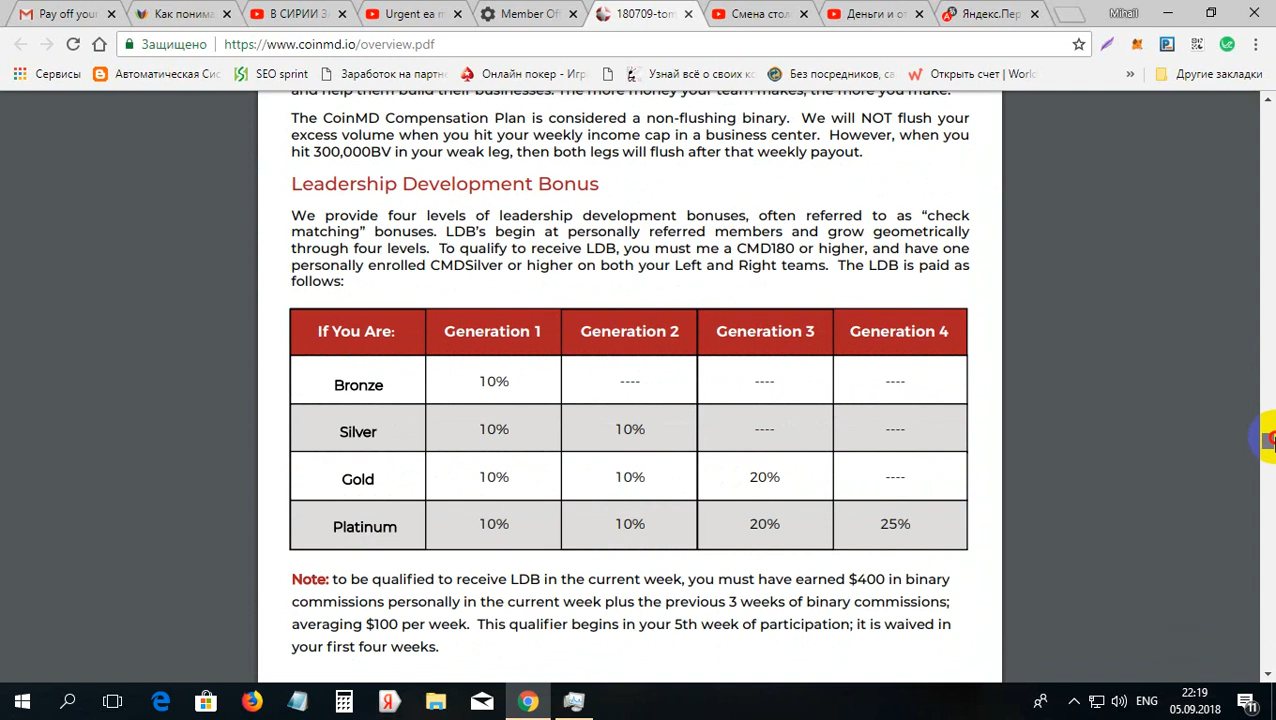 Pay off your
Как понима
В СИРИИ З
Urgent ea m
Member Of
180709-tom
Смена стол
Деньги и от
Яндекс.Пер
Mihail
Защищено
https://www.coinmd.io/overview.pdf
Сервисы
Автоматическая Сис
SEO sprint
Заработок на партне
Онлайн покер - Игр
Узнай всё о своих ко
Без посредников, за
Открыть счет | World
»
Другие закладки
and help them build their businesses. The more money your team makes, the more you make.
The CoinMD Compensation Plan is considered a non-flushing binary. We will NOT flush your
excess volume when you hit your weekly income cap in a business center. However, when you
hit 300,000BV in your weak leg, then both legs will flush after that weekly payout.
Leadership Development Bonus
We provide four levels of leadership development bonuses, often referred to as “check
matching” bonuses. LDB’s begin at personally referred members and grow geometrically
through four levels. To qualify to receive LDB, you must me a CMD180 or higher, and have one
personally enrolled CMDSilver or higher on both your Left and Right teams. The LDB is paid as
follows:
If You Are: Generation 1 Generation 2 Generation 3 Generation 4
Bronze 10% ---- ---- ----
Silver 10% 10% ---- ----
Gold 10% 10% 20% ----
Platinum 10% 10% 20% 25%
Note: to be qualified to receive LDB in the current week, you must have earned $400 in binary
commissions personally in the current week plus the previous 3 weeks of binary commissions;
averaging $100 per week. This qualifier begins in your 5th week of participation; it is waived in
your first four weeks.
ENG
22:19
05.09.2018
11